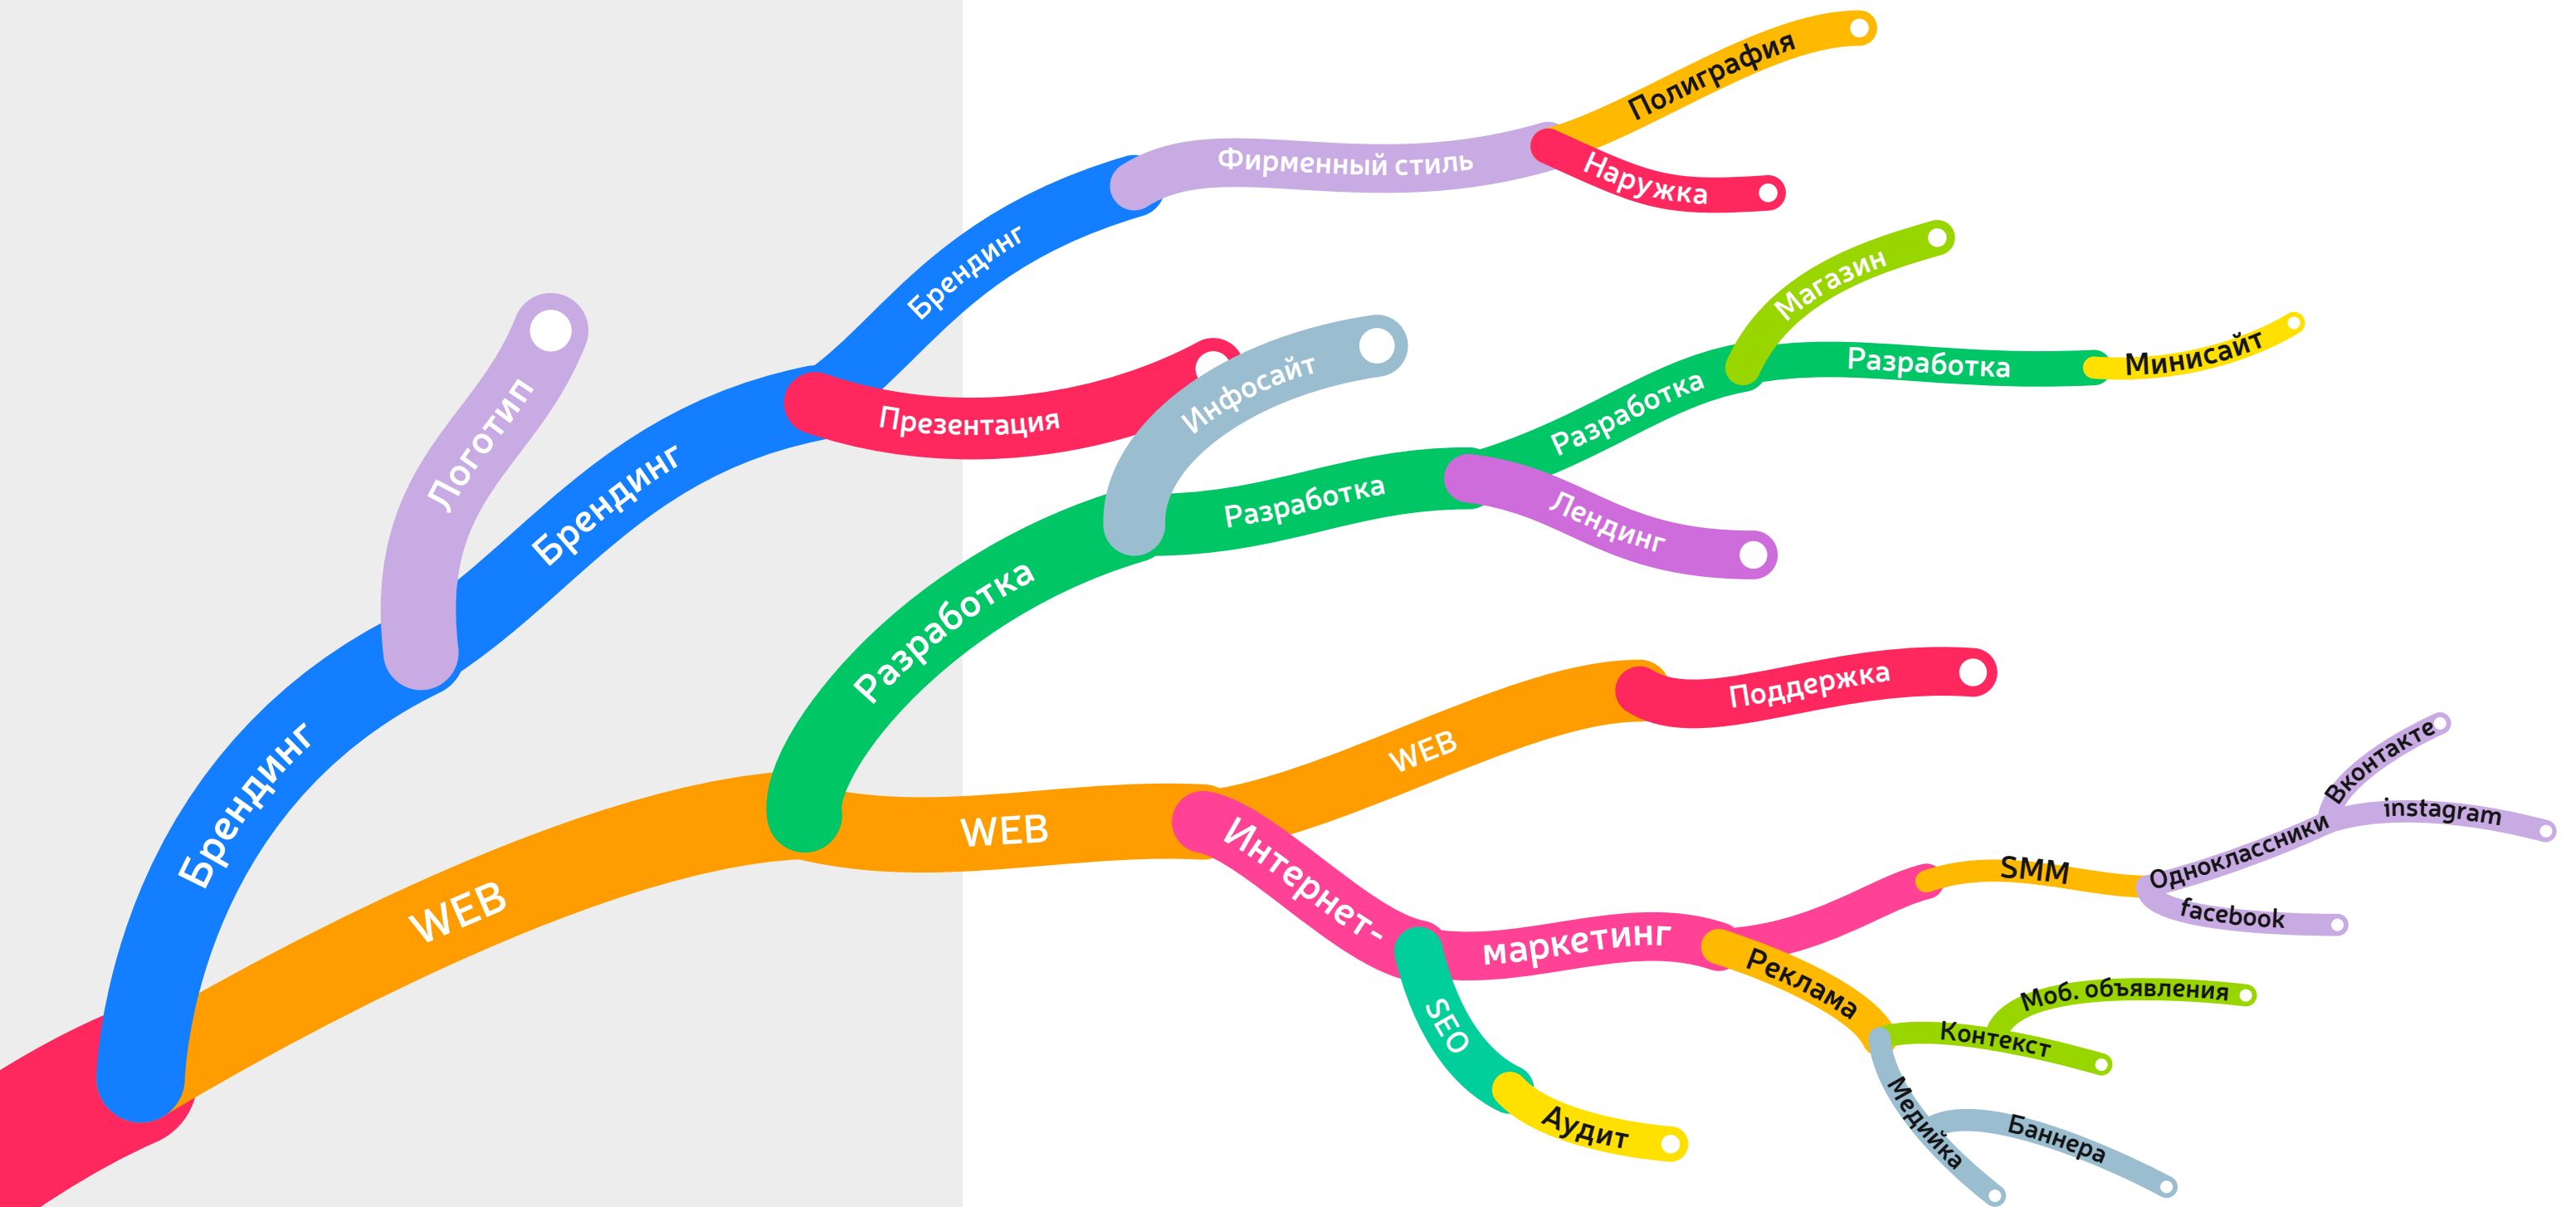 Полиграфия
Фирменный стиль
Наружка
Брендинг
Магазин
Разработка
Минисайт
Логотип
Презентация
Инфосайт
Разработка
Брендинг
Разработка
Лендинг
Разработка
Брендинг
Поддержка
WEB
WEB
WEB
Вконтакте
instagram
Одноклассники
facebook
SMM
Интернет-
маркетинг
Реклама
Моб. объявления
Контекст
SEO
Аудит
Медийка
Баннера